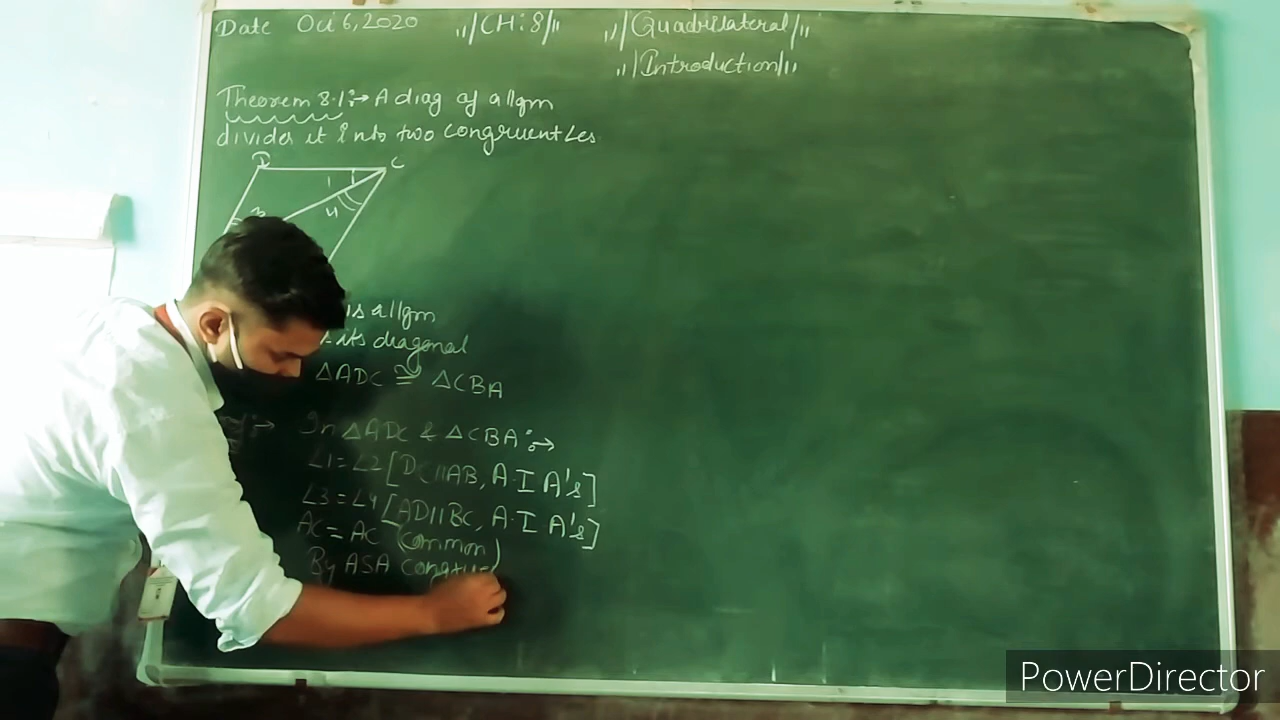 Date Oct 6, 2020 ,,/CH:8/,, ,,/Quadrilateral/,,
,,/Introduction/,,
Theorem 8.1:→ A diag of a llgm
divides it into two congruent
D C
1 1
3 4
is a llgm
its diagonal
△ADC ≅ △CBA
In △ADC & △CBA:→
∠1=∠2 [DC||AB, A.I A's]
∠3=∠4 [AD||BC, A.I A's]
AC = AC (common)
By ASA
PowerDirector